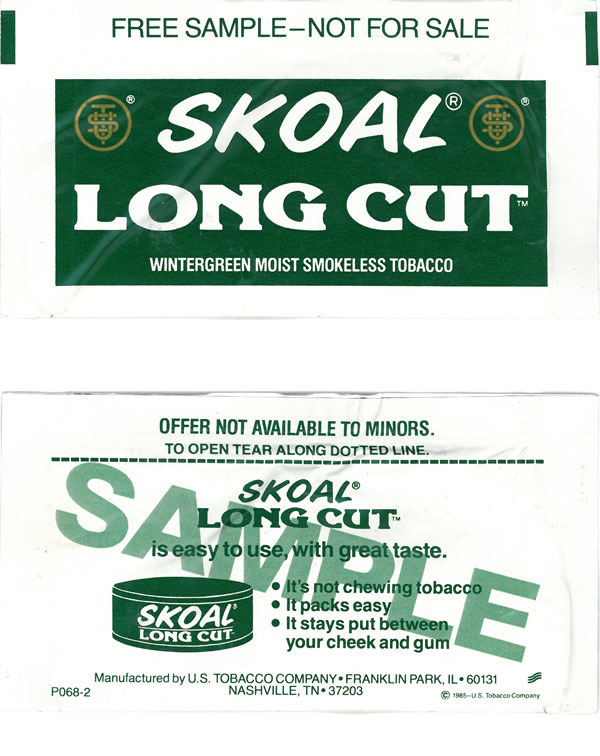 FREE SAMPLE–NOT FOR SALE
SKOAL®
LONG CUT™
WINTERGREEN MOIST SMOKELESS TOBACCO
OFFER NOT AVAILABLE TO MINORS.
TO OPEN TEAR ALONG DOTTED LINE.
SAMPLE
SKOAL®
LONG CUT™
is easy to use, with great taste.
• It's not chewing tobacco
• It packs easy
• It stays put between
your cheek and gum
SKOAL®
LONG CUT
Manufactured by U.S. TOBACCO COMPANY • FRANKLIN PARK, IL • 60131
NASHVILLE, TN • 37203
P068-2
© 1985–U.S. Tobacco Company